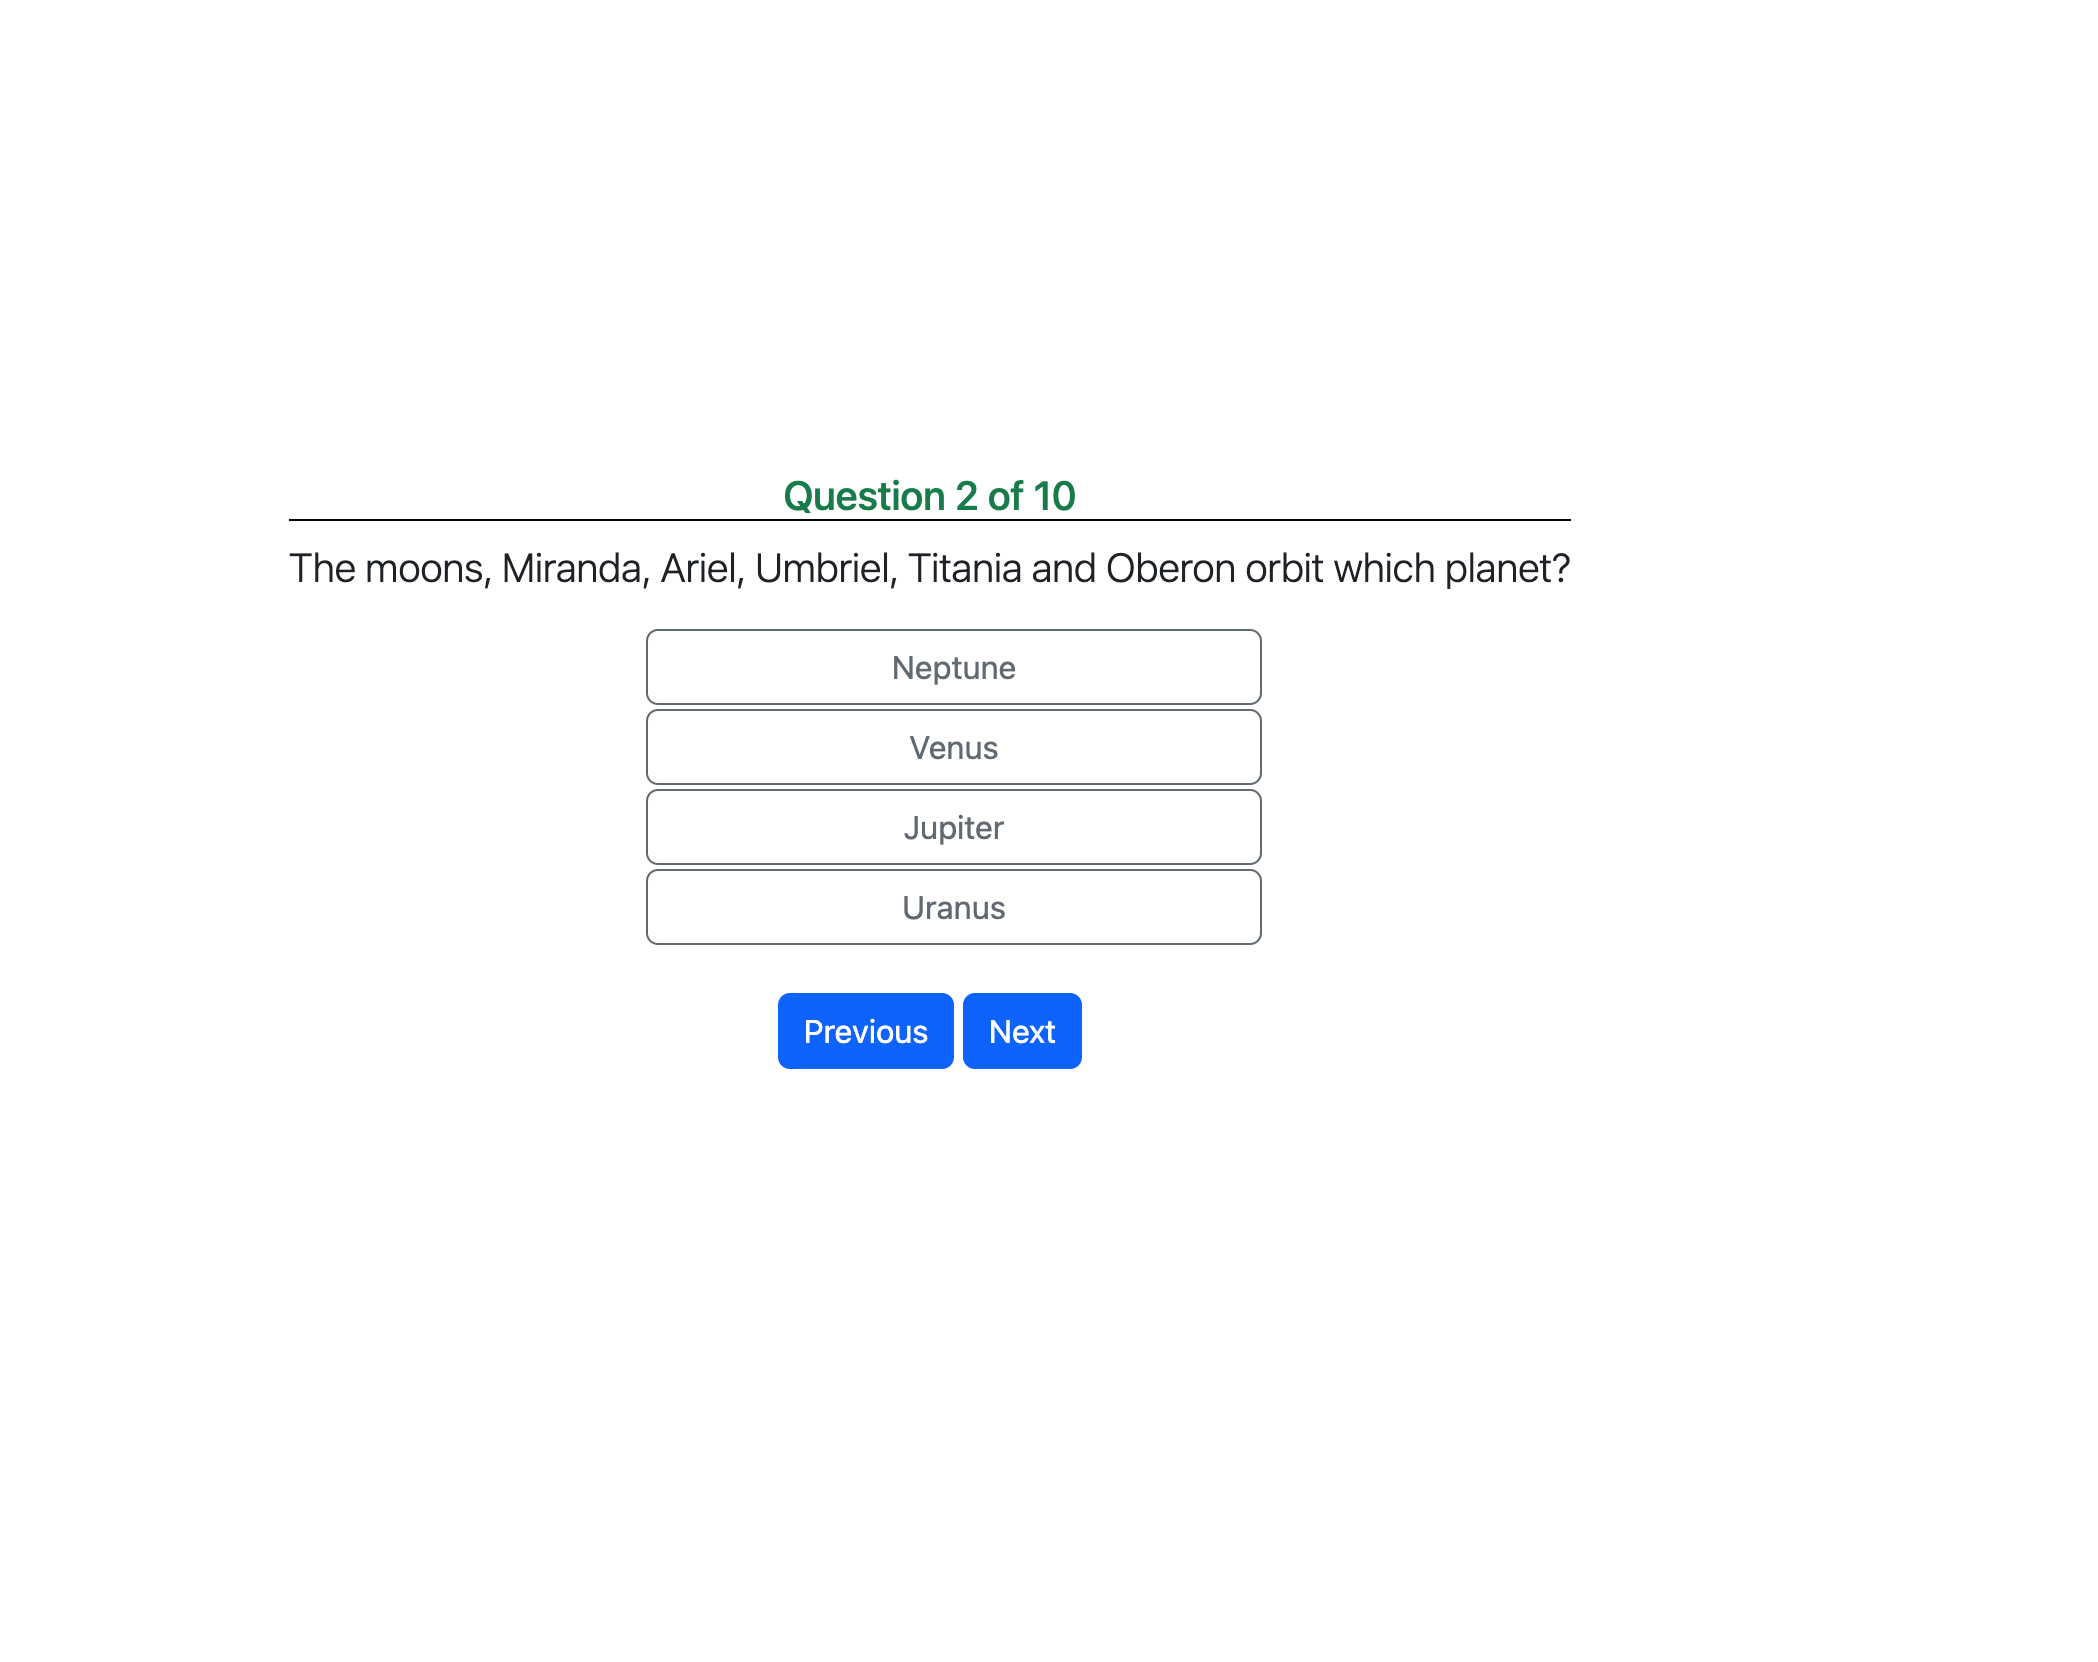 Question 2 of 10
The moons, Miranda, Ariel, Umbriel, Titania and Oberon orbit which planet?
Neptune
Venus
Jupiter
Uranus
Previous Next